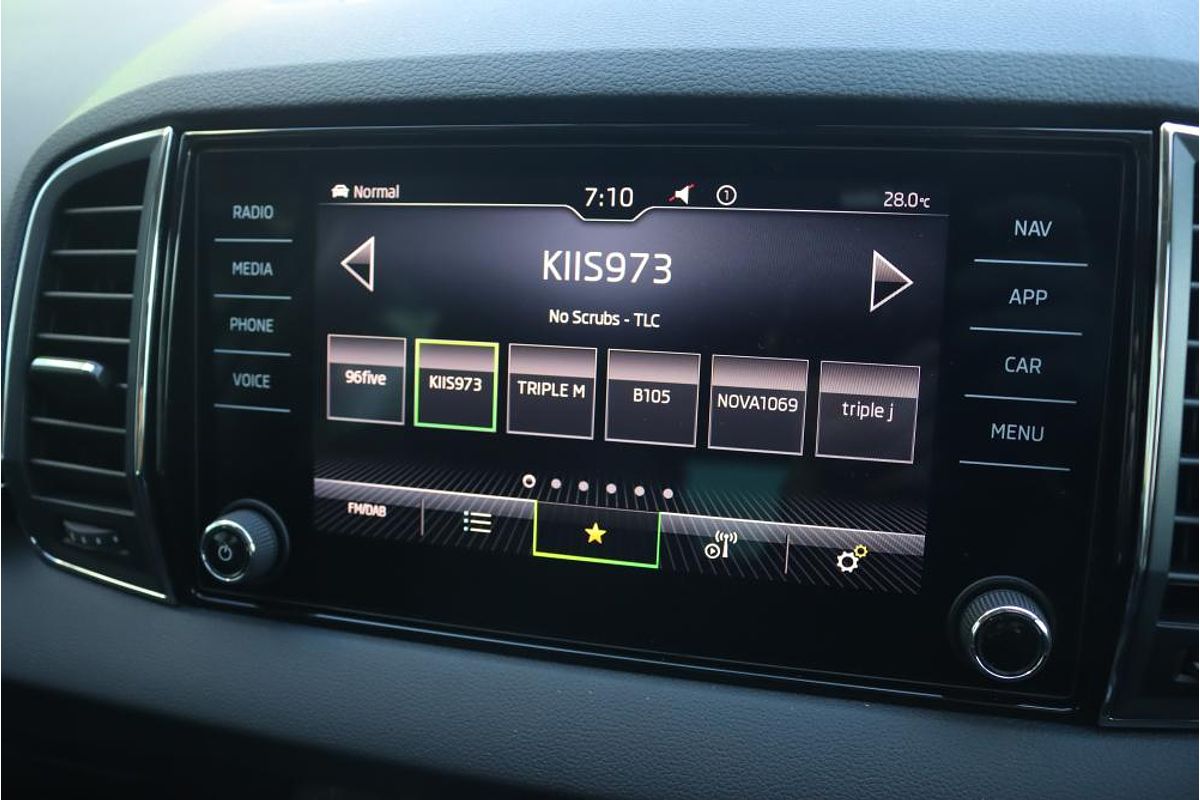 Normal
7:10
1
28.0°C
RADIO
MEDIA
PHONE
VOICE
KIIS973
No Scrubs - TLC
96five
KIIS973
TRIPLE M
B105
NOVA1069
triple j
FM/DAB
NAV
APP
CAR
MENU